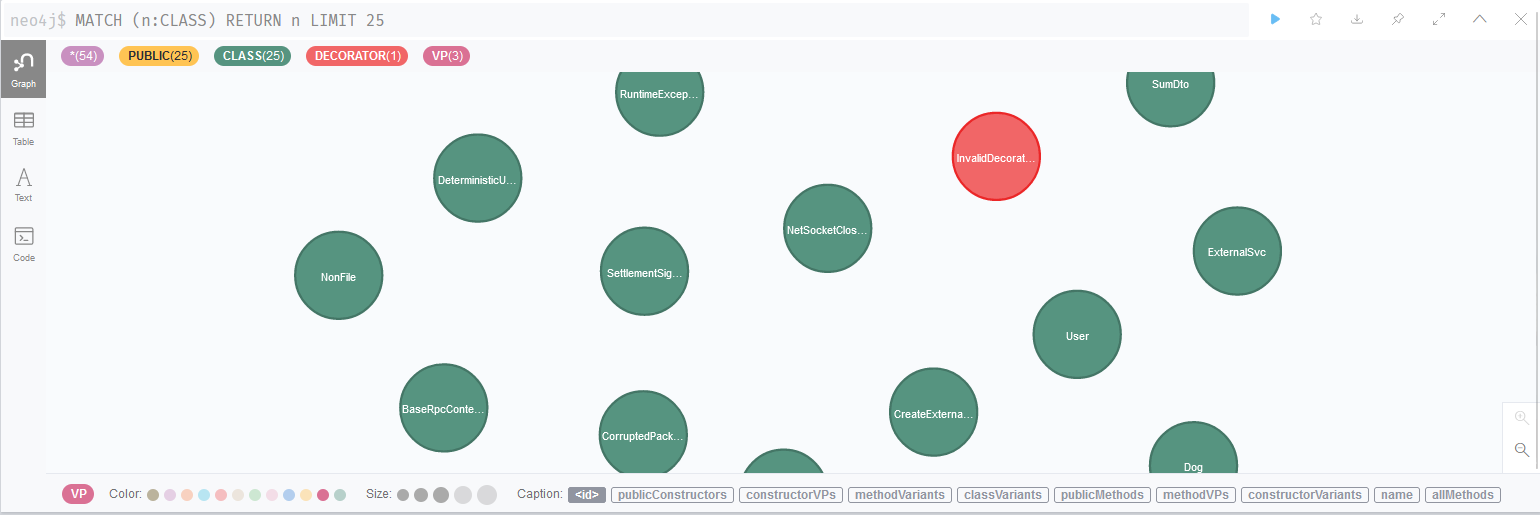 neo4j$ MATCH (n:CLASS) RETURN n LIMIT 25
*(54) PUBLIC(25) CLASS(25) DECORATOR(1) VP(3)
Graph
Table
Text
Code
RuntimeExcep...
SumDto
InvalidDecorat...
DeterministicU...
NetSocketClos...
ExternalSvc
SettlementSig...
NonFile
User
BaseRpcConte...
CreateExterna...
CorruptedPack...
Dog
VP Color: Size: Caption: <id> publicConstructors constructorVPs methodVariants classVariants publicMethods methodVPs constructorVariants name allMethods